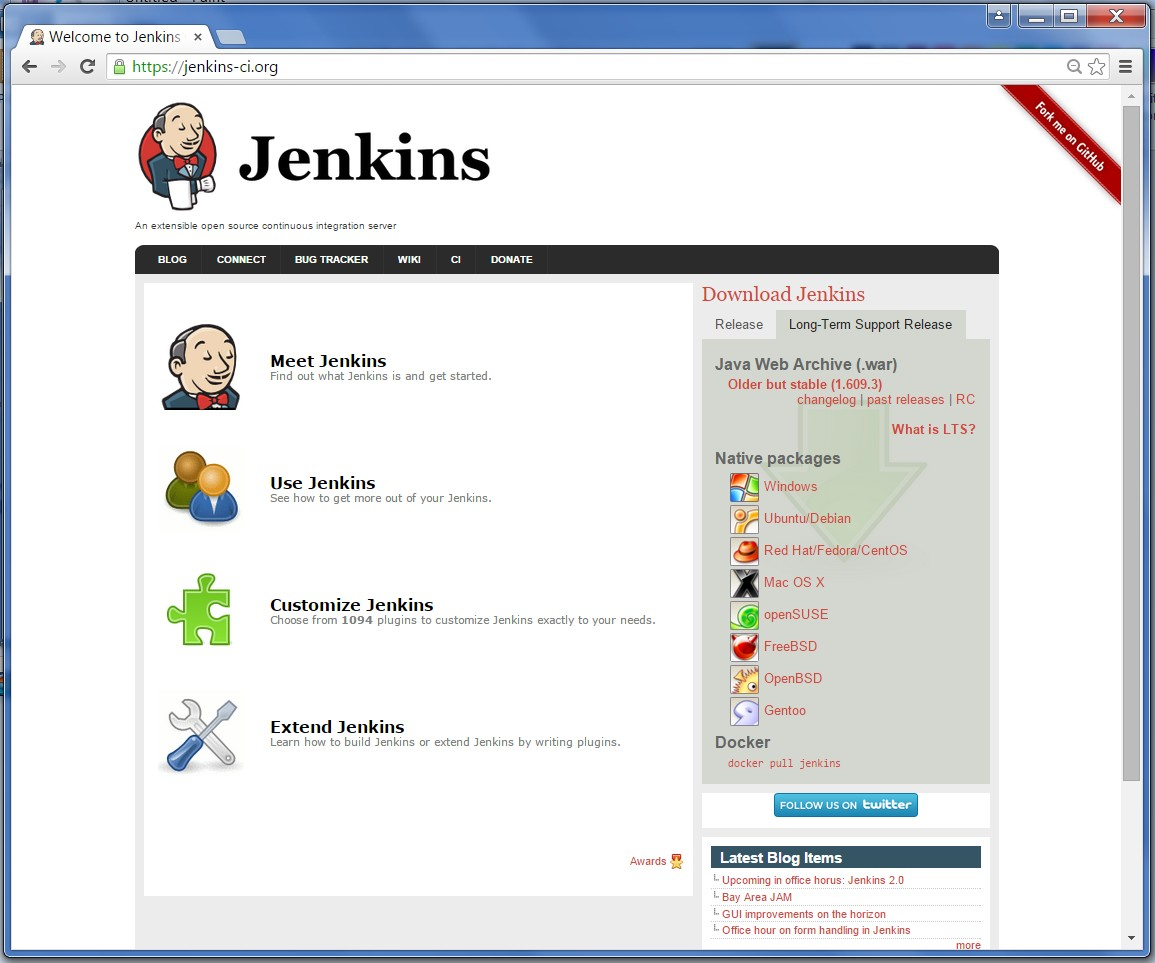 Untitled - Paint
Welcome to Jenkins
https://jenkins-ci.org
Fork me on GitHub
Jenkins
An extensible open source continuous integration server
BLOG CONNECT BUG TRACKER WIKI CI DONATE
Meet Jenkins
Find out what Jenkins is and get started.
Use Jenkins
See how to get more out of your Jenkins.
Customize Jenkins
Choose from 1094 plugins to customize Jenkins exactly to your needs.
Extend Jenkins
Learn how to build Jenkins or extend Jenkins by writing plugins.
Awards
Download Jenkins
Release Long-Term Support Release
Java Web Archive (.war)
Older but stable (1.609.3)
changelog | past releases | RC
What is LTS?
Native packages
Windows
Ubuntu/Debian
Red Hat/Fedora/CentOS
Mac OS X
openSUSE
FreeBSD
OpenBSD
Gentoo
Docker
docker pull jenkins
FOLLOW US ON twitter
Latest Blog Items
Upcoming in office horus: Jenkins 2.0
Bay Area JAM
GUI improvements on the horizon
Office hour on form handling in Jenkins
more